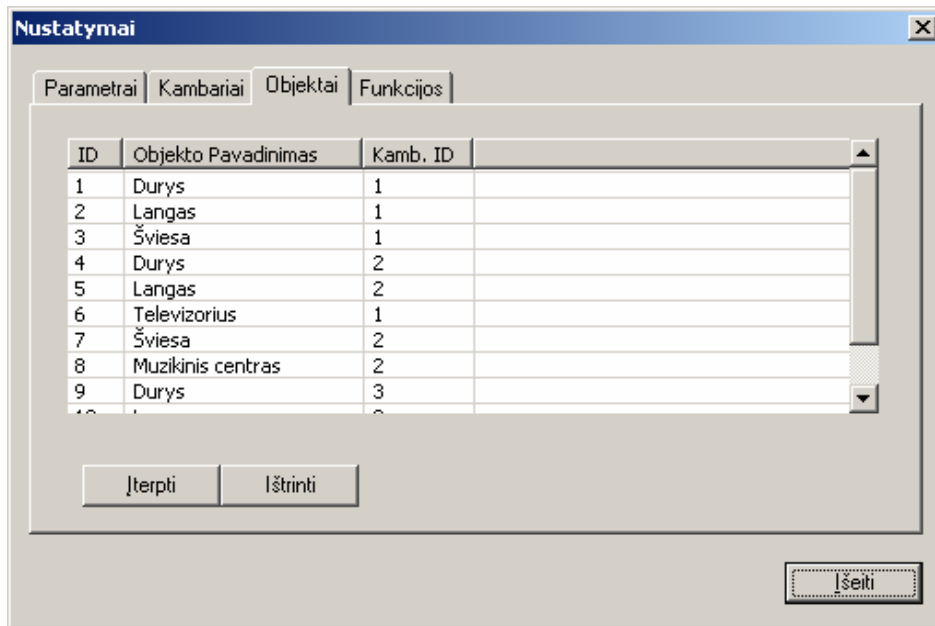 Nustatymai
Parametrai Kambariai Objektai Funkcijos
ID Objekto Pavadinimas Kamb. ID
1 Durys 1
2 Langas 1
3 Šviesa 1
4 Durys 2
5 Langas 2
6 Televizorius 1
7 Šviesa 2
8 Muzikinis centras 2
9 Durys 3
Įterpti Ištrinti
Išeiti